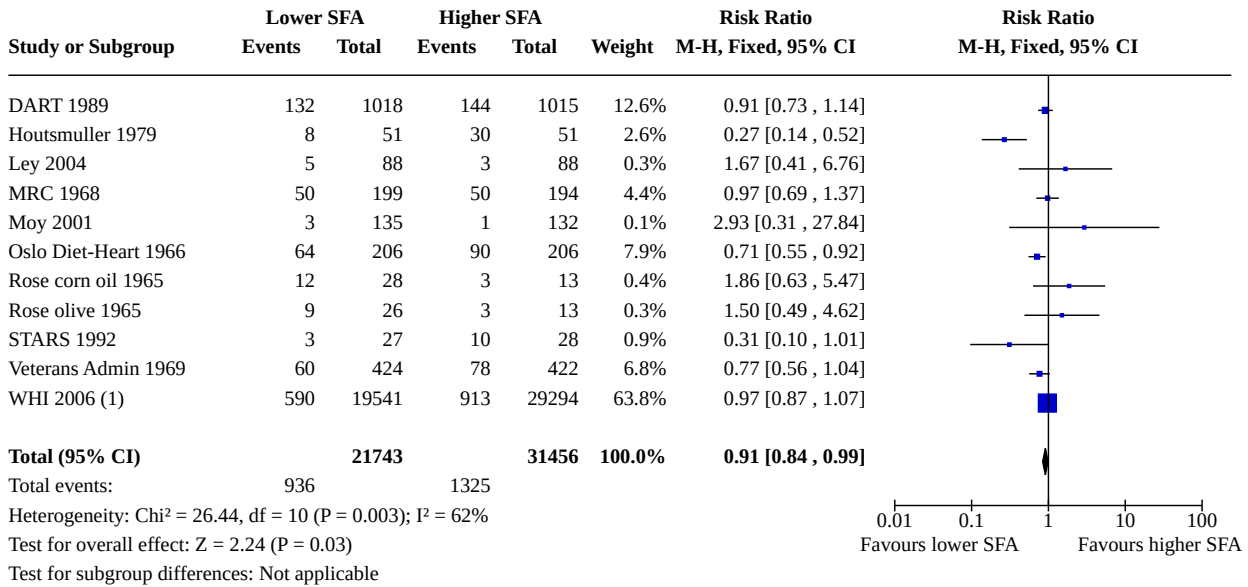 Lower SFA Higher SFA Risk Ratio Risk Ratio
Study or Subgroup Events Total Events Total Weight M-H, Fixed, 95% CI M-H, Fixed, 95% CI
DART 1989 132 1018 144 1015 12.6% 0.91 [0.73 , 1.14]
Houtsmuller 1979 8 51 30 51 2.6% 0.27 [0.14 , 0.52]
Ley 2004 5 88 3 88 0.3% 1.67 [0.41 , 6.76]
MRC 1968 50 199 50 194 4.4% 0.97 [0.69 , 1.37]
Moy 2001 3 135 1 132 0.1% 2.93 [0.31 , 27.84]
Oslo Diet-Heart 1966 64 206 90 206 7.9% 0.71 [0.55 , 0.92]
Rose corn oil 1965 12 28 3 13 0.4% 1.86 [0.63 , 5.47]
Rose olive 1965 9 26 3 13 0.3% 1.50 [0.49 , 4.62]
STARS 1992 3 27 10 28 0.9% 0.31 [0.10 , 1.01]
Veterans Admin 1969 60 424 78 422 6.8% 0.77 [0.56 , 1.04]
WHI 2006 (1) 590 19541 913 29294 63.8% 0.97 [0.87 , 1.07]
Total (95% CI) 21743 31456 100.0% 0.91 [0.84 , 0.99]
Total events: 936 1325
Heterogeneity: Chi² = 26.44, df = 10 (P = 0.003); I² = 62%
0.01 0.1 1 10 100
Test for overall effect: Z = 2.24 (P = 0.03)
Favours lower SFA Favours higher SFA
Test for subgroup differences: Not applicable